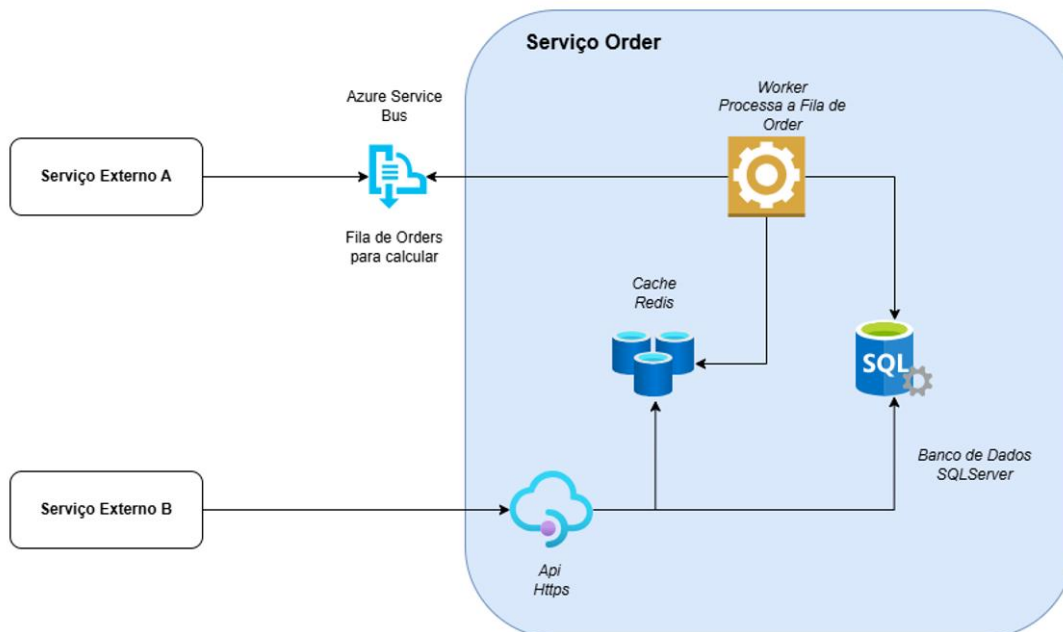 Serviço Order
Worker
Processa a Fila de
Order
Azure Service
Bus
Serviço Externo A
Fila de Orders
para calcular
Cache
Redis
SQL
Banco de Dados
SQLServer
Serviço Externo B
Api
Https